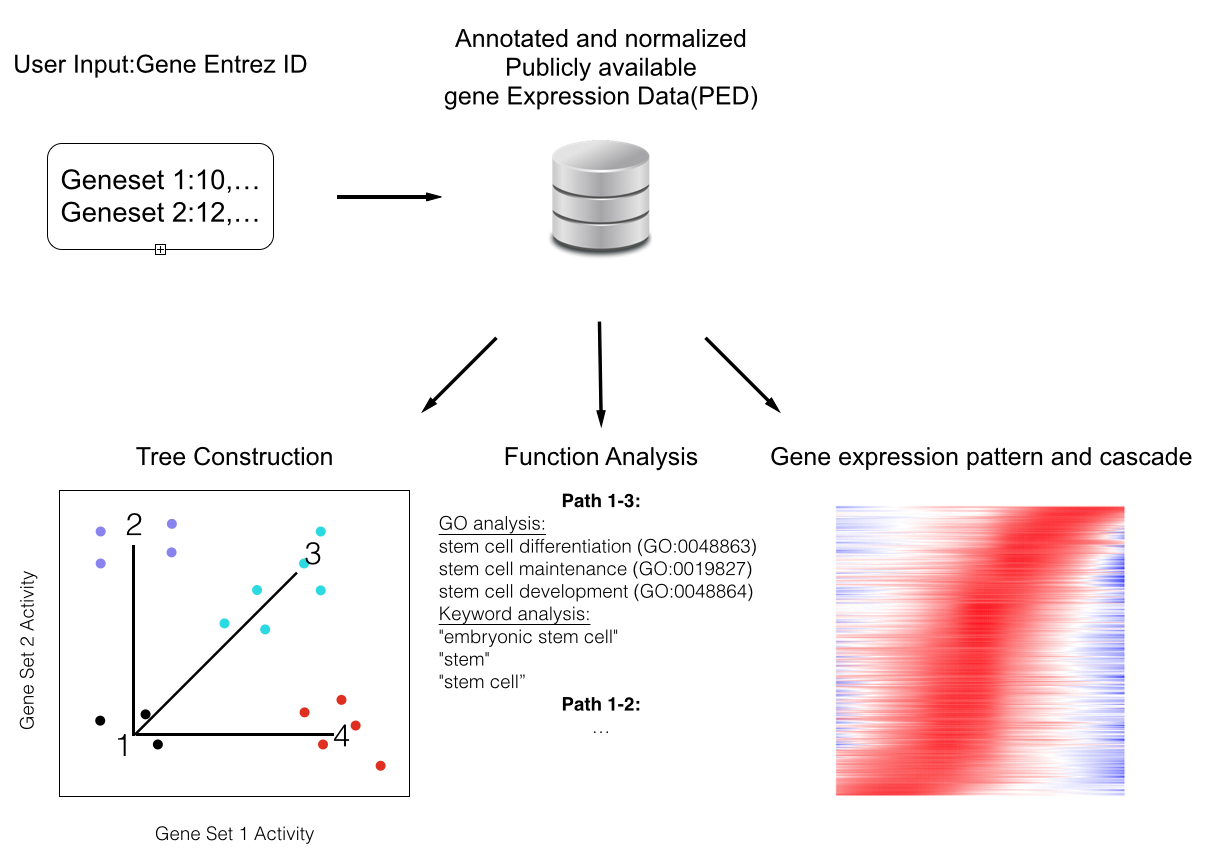 User Input:Gene Entrez ID
Annotated and normalized
Publicly available
gene Expression Data(PED)
Geneset 1:10,…
Geneset 2:12,…
Tree Construction
2
3
1
4
Gene Set 2 Activity
Gene Set 1 Activity
Function Analysis
Path 1-3:
GO analysis:
stem cell differentiation (GO:0048863)
stem cell maintenance (GO:0019827)
stem cell development (GO:0048864)
Keyword analysis:
"embryonic stem cell"
"stem"
"stem cell”
Path 1-2:
…
Gene expression pattern and cascade